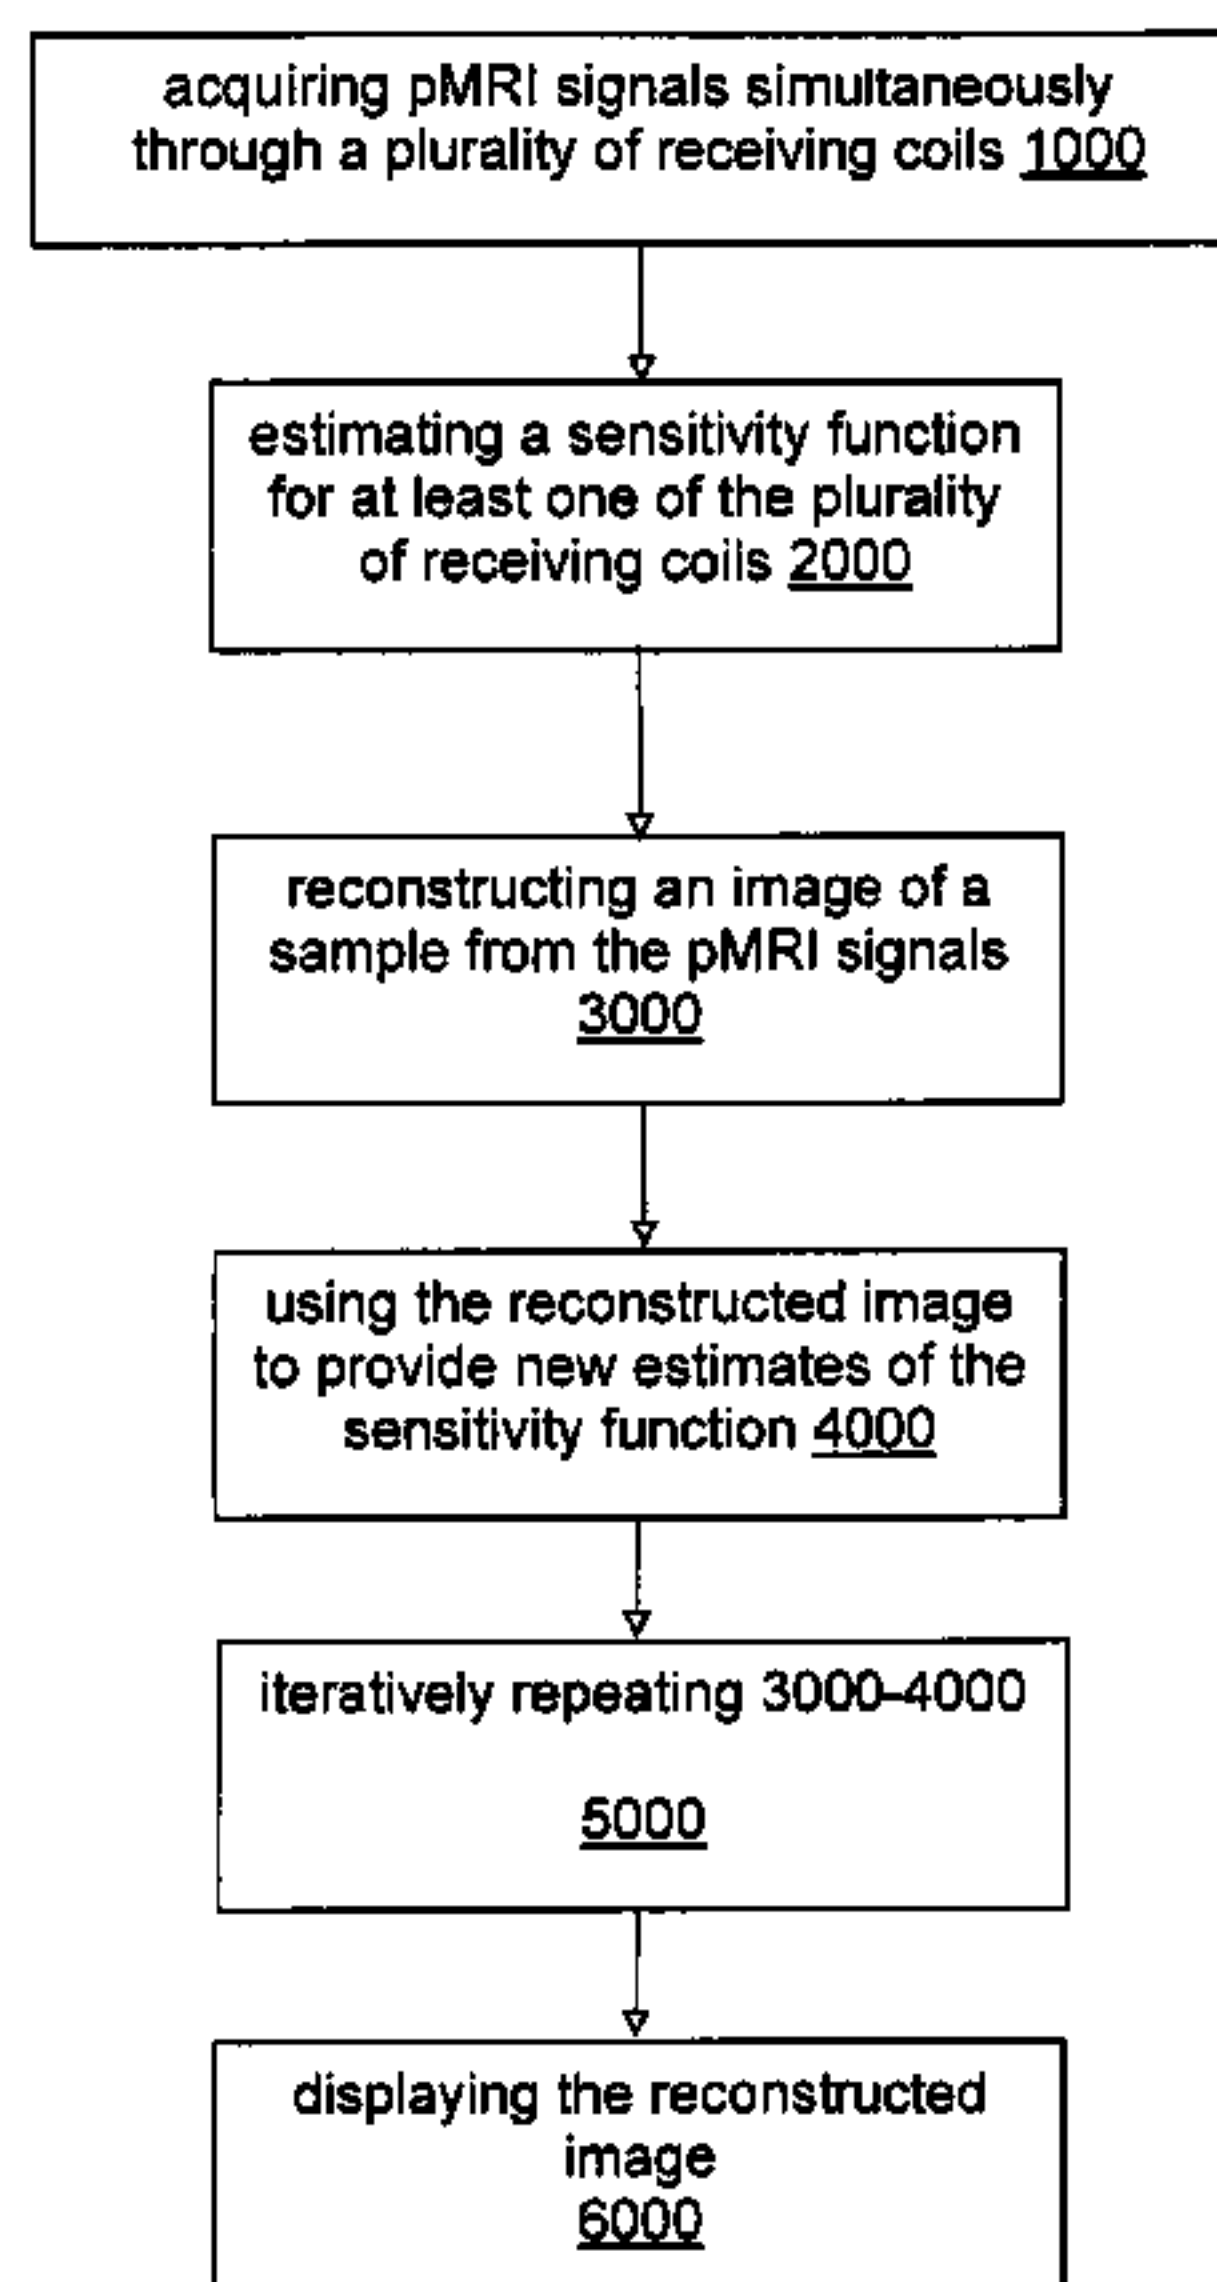 acquiring pMRI signals simultaneously
through a plurality of receiving coils 1000
estimating a sensitivity function
for at least one of the plurality
of receiving coils 2000
reconstructing an image of a
sample from the pMRI signals
3000
using the reconstructed image
to provide new estimates of the
sensitivity function 4000
iteratively repeating 3000-4000
5000
displaying the reconstructed
image
6000